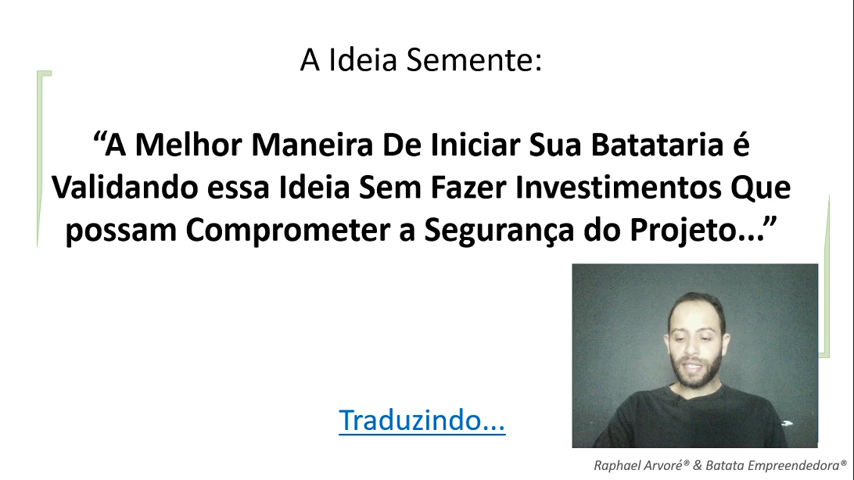 A Ideia Semente:
“A Melhor Maneira De Iniciar Sua Batataria é
Validando essa Ideia Sem Fazer Investimentos Que
possam Comprometer a Segurança do Projeto...”
Traduzindo...
Raphael Arvoré® & Batata Empreendedora®